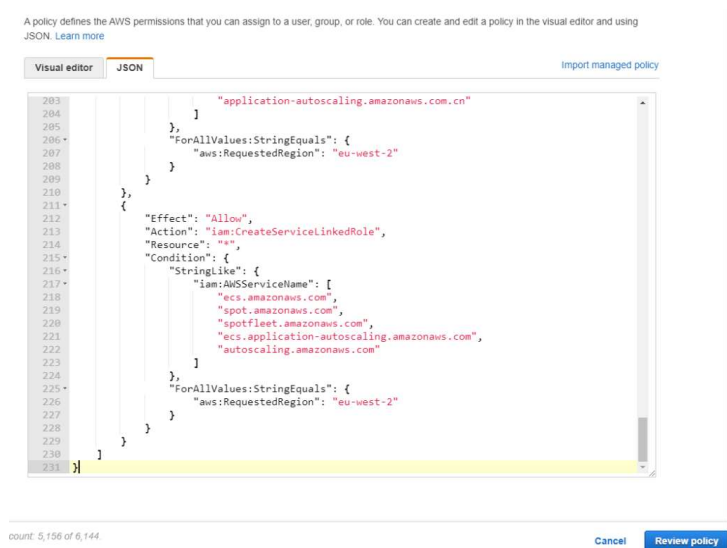 A policy defines the AWS permissions that you can assign to a user, group, or role. You can create and edit a policy in the visual editor and using
JSON. Learn more
Visual editor JSON Import managed policy
203 "application-autoscaling.amazonaws.com.cn"
204 ]
205 },
206 "ForAllValues:StringEquals": {
207 "aws:RequestedRegion": "eu-west-2"
208 }
209 }
210 },
211 {
212 "Effect": "Allow",
213 "Action": "iam:CreateServiceLinkedRole",
214 "Resource": "*",
215 "Condition": {
216 "StringLike": {
217 "iam:AWSServiceName": [
218 "ecs.amazonaws.com",
219 "spot.amazonaws.com",
220 "spotfleet.amazonaws.com",
221 "ecs.application-autoscaling.amazonaws.com",
222 "autoscaling.amazonaws.com"
223 ]
224 },
225 "ForAllValues:StringEquals": {
226 "aws:RequestedRegion": "eu-west-2"
227 }
228 }
229 }
230 ]
231 }
count: 5,156 of 6,144.
Cancel Review policy